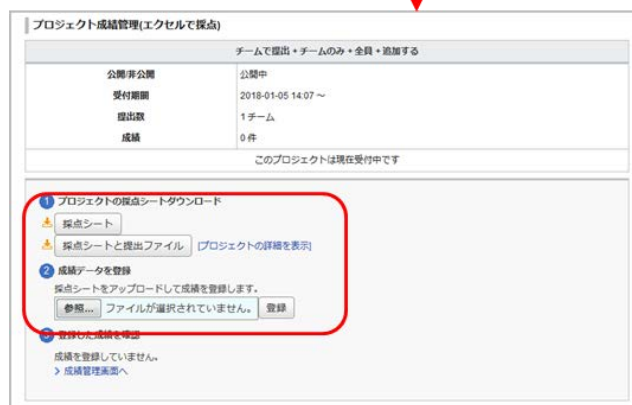 プロジェクト成績管理(エクセルで採点)
チームで提出 + チームのみ + 全員 + 追加する
公開/非公開 公開中
受付期間 2018-01-05 14:07 ～
提出数 1 チーム
成績 0 件
このプロジェクトは現在受付中です
1 プロジェクトの採点シートダウンロード
採点シート
採点シートと提出ファイル [プロジェクトの詳細を表示]
2 成績データを登録
採点シートをアップロードして成績を登録します。
参照... ファイルが選択されていません。 登録
3 登録した成績を確認
成績を登録していません。
> 成績管理画面へ